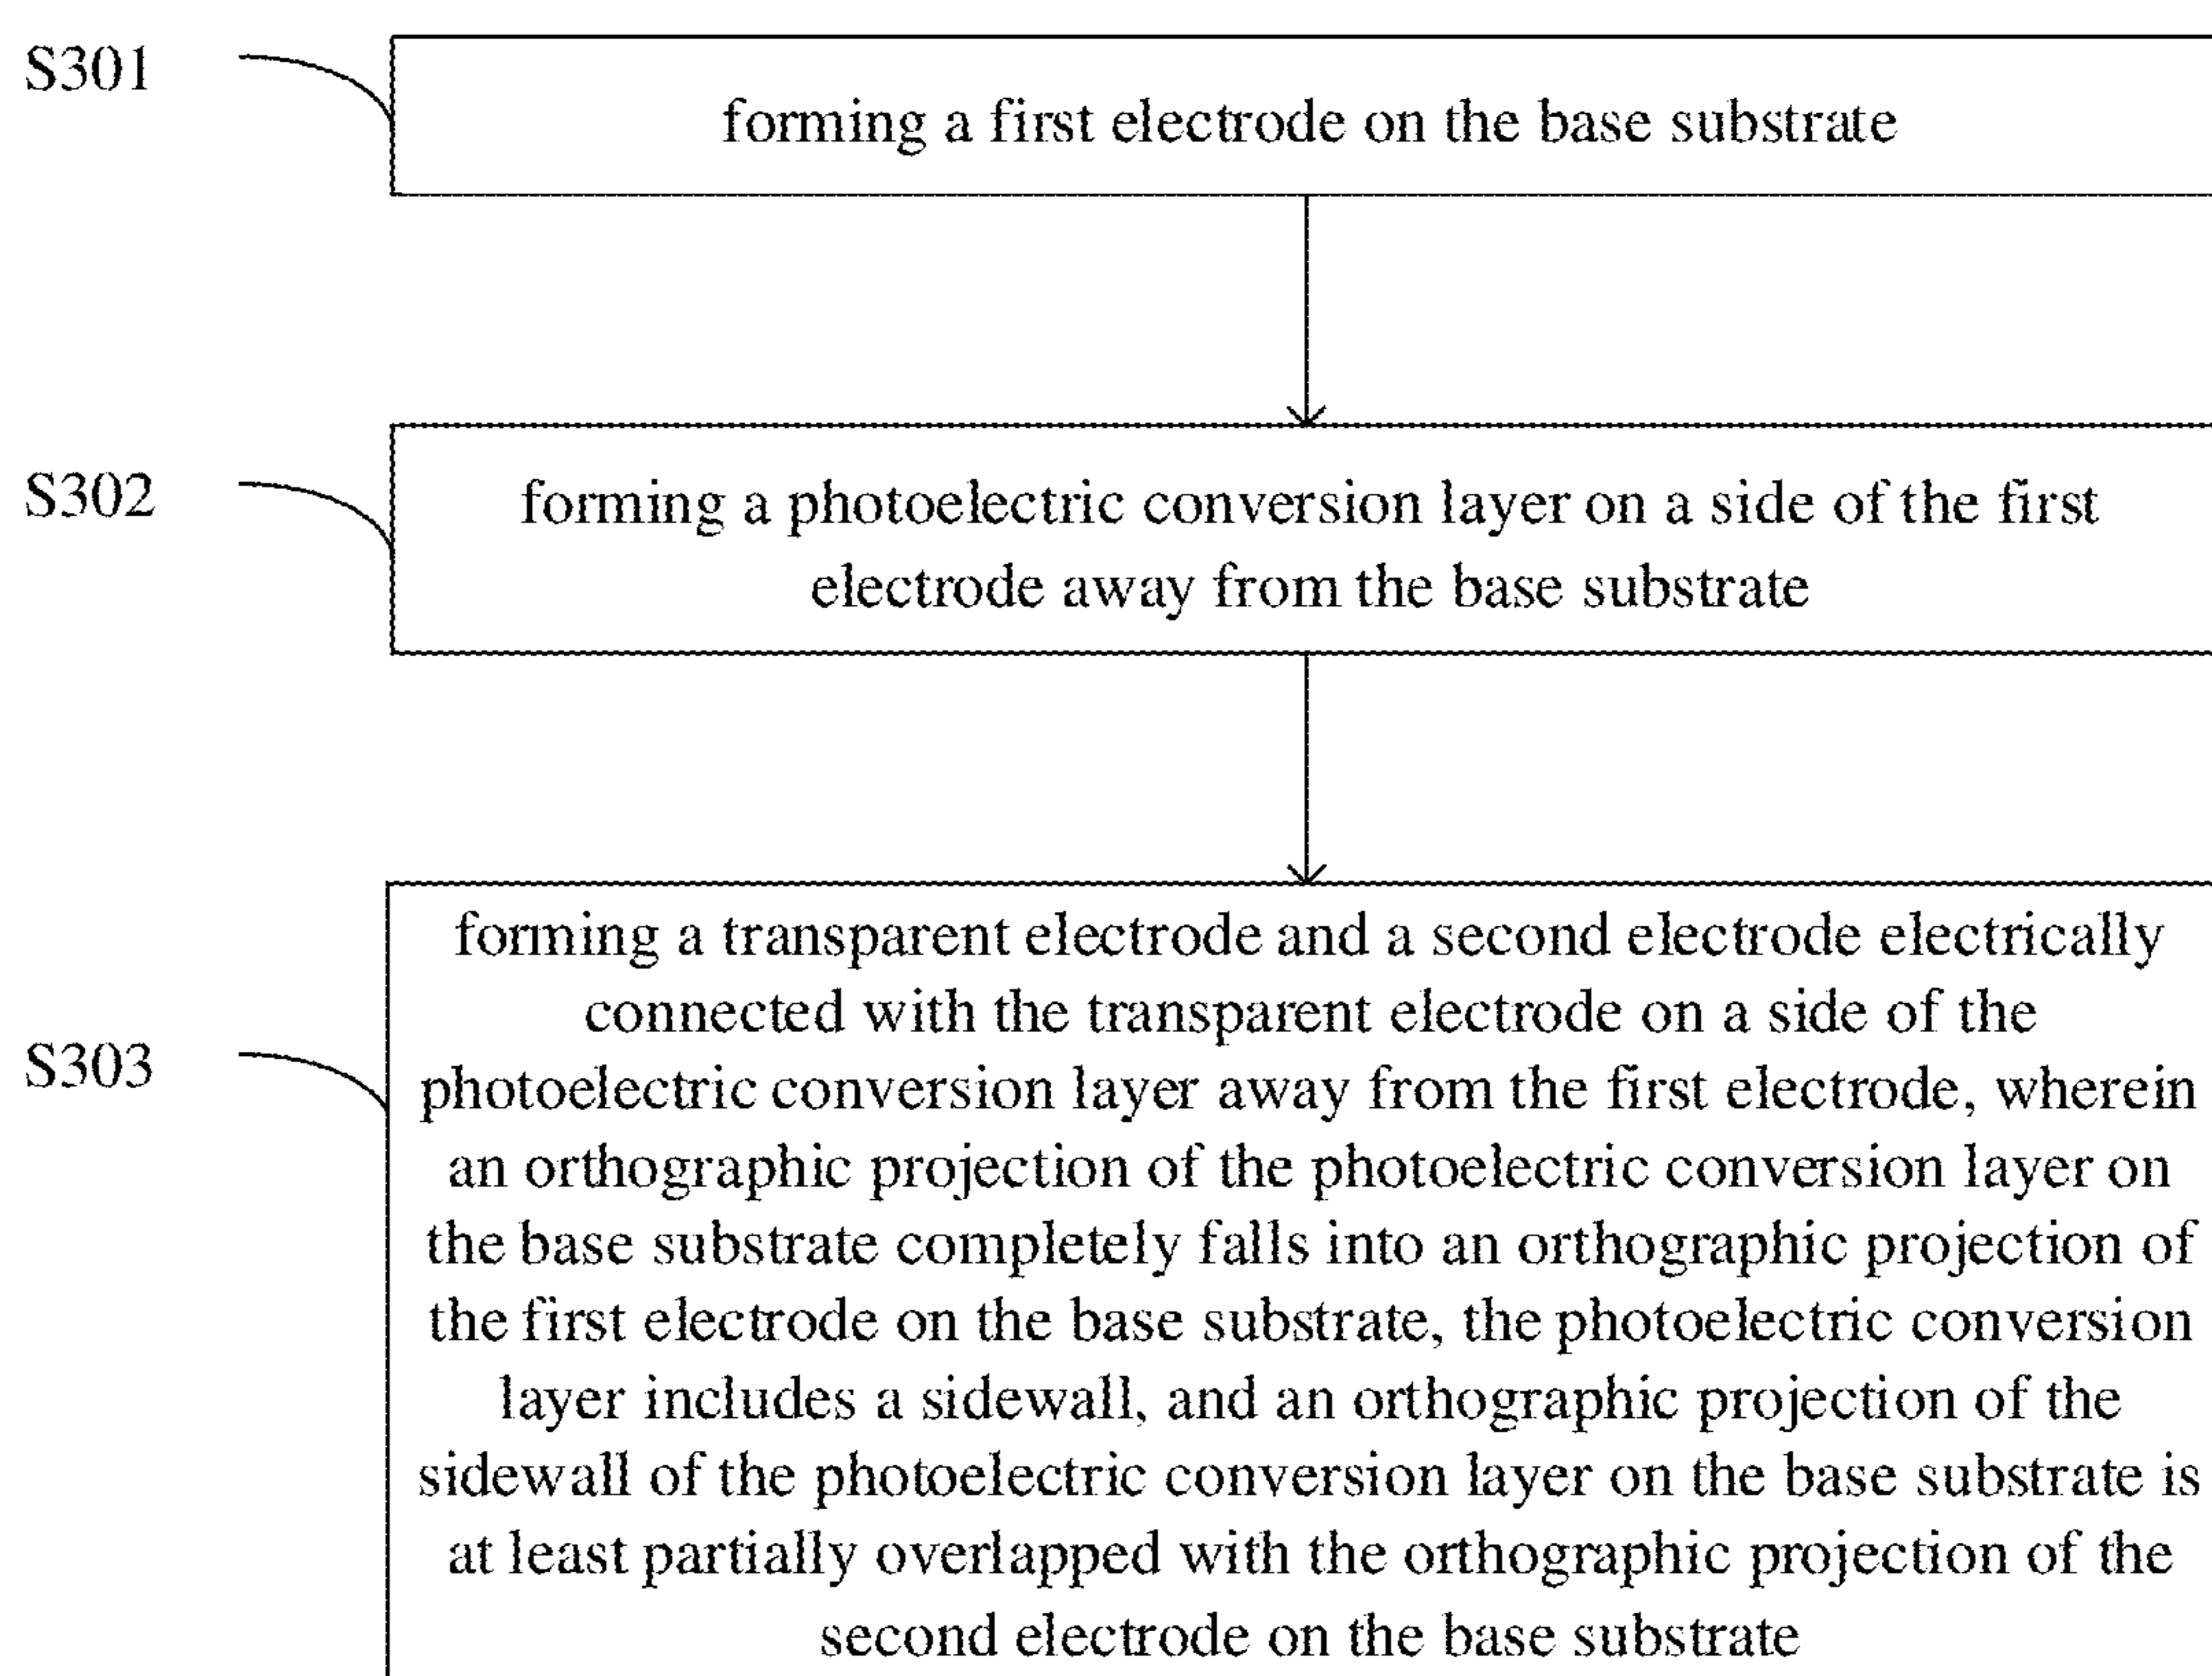 S301
forming a first electrode on the base substrate
S302
forming a photoelectric conversion layer on a side of the first
electrode away from the base substrate
forming a transparent electrode and a second electrode electrically
connected with the transparent electrode on a side of the
S303
photoelectric conversion layer away from the first electrode, wherein
an orthographic projection of the photoelectric conversion layer on
the base substrate completely falls into an orthographic projection of
the first electrode on the base substrate, the photoelectric conversion
layer includes a sidewall, and an orthographic projection of the
sidewall of the photoelectric conversion layer on the base substrate is
at least partially overlapped with the orthographic projection of the
second electrode on the base substrate